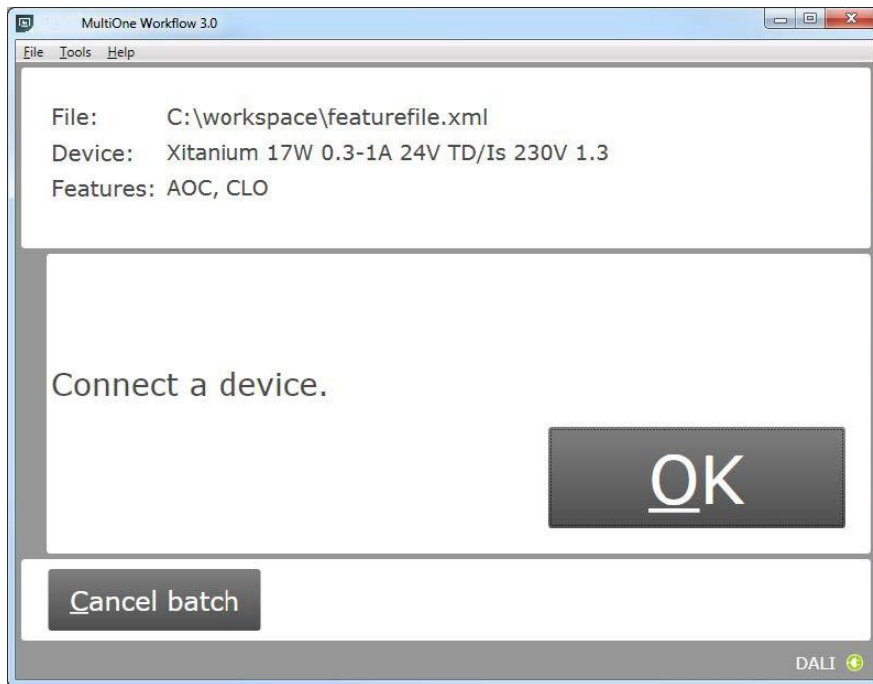 MultiOne Workflow 3.0
File Tools Help
File: C:\workspace\featurefile.xml
Device: Xitanium 17W 0.3-1A 24V TD/Is 230V 1.3
Features: AOC, CLO
Connect a device.
OK
Cancel batch
DALI